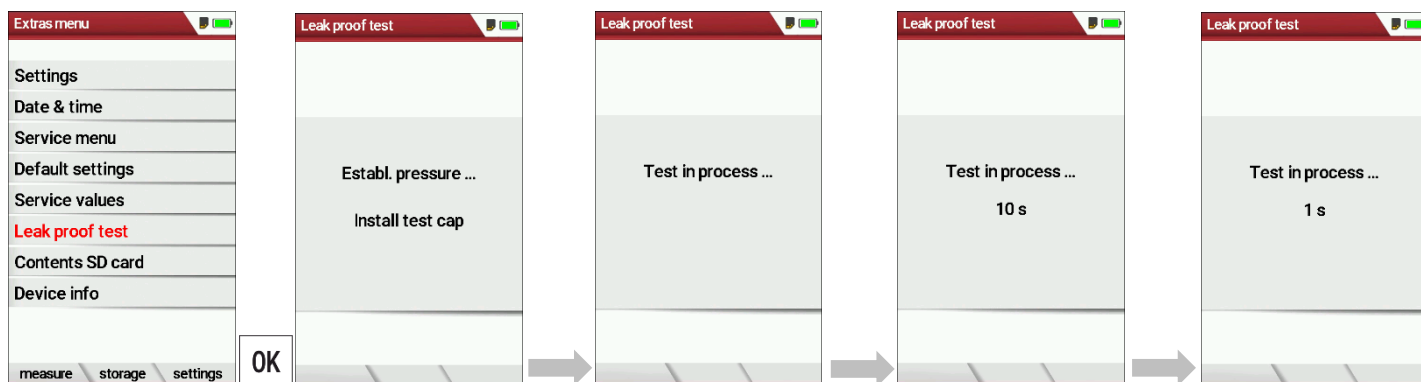 Extras menu
Settings
Date & time
Service menu
Default settings
Service values
Leak proof test
Contents SD card
Device info
measure storage settings
OK
Leak proof test
Establ. pressure ...
Install test cap
Leak proof test
Test in process ...
Leak proof test
Test in process ...
10 s
Leak proof test
Test in process ...
1 s